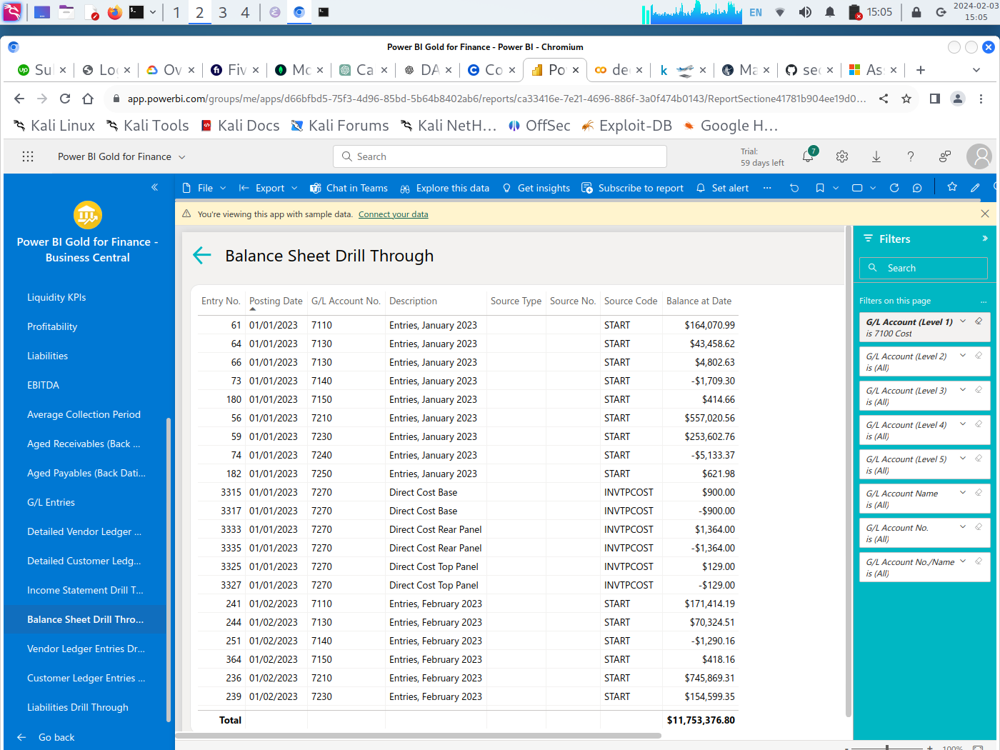 1 2 3 4 EN 15:05 2024-02-03
15:05
Power BI Gold for Finance - Power BI - Chromium
Su Lo Ov Fiv Mo Ca DA Co Po de k Ma sec As
app.powerbi.com/groups/me/apps/d66bfbd5-75f3-4d96-85bd-5b64b8402ab6/reports/ca33416e-7e21-4696-886f-3a0f474b0143/ReportSectione41781b904ee19d0...
Kali Linux Kali Tools Kali Docs Kali Forums Kali NetH... OffSec Exploit-DB Google H...
Power BI Gold for Finance Search Trial:
59 days left 7
File Export Chat in Teams Explore this data Get insights Subscribe to report Set alert ...
You're viewing this app with sample data. Connect your data
Power BI Gold for Finance -
Business Central
Liquidity KPIs
Profitability
Liabilities
EBITDA
Average Collection Period
Aged Receivables (Back ...
Aged Payables (Back Dati...
G/L Entries
Detailed Vendor Ledger ...
Detailed Customer Ledg...
Income Statement Drill T...
Balance Sheet Drill Thro...
Vendor Ledger Entries Dr...
Customer Ledger Entries ...
Liabilities Drill Through
Go back
Balance Sheet Drill Through
Entry No. Posting Date G/L Account No. Description Source Type Source No. Source Code Balance at Date
61 01/01/2023 7110 Entries, January 2023 START $164,070.99
64 01/01/2023 7130 Entries, January 2023 START $43,458.62
66 01/01/2023 7130 Entries, January 2023 START $4,802.63
73 01/01/2023 7140 Entries, January 2023 START -$1,709.30
180 01/01/2023 7150 Entries, January 2023 START $414.66
56 01/01/2023 7210 Entries, January 2023 START $557,020.56
59 01/01/2023 7230 Entries, January 2023 START $253,602.76
74 01/01/2023 7240 Entries, January 2023 START -$5,133.37
182 01/01/2023 7250 Entries, January 2023 START $621.98
3315 01/01/2023 7270 Direct Cost Base INVTPCOST $900.00
3317 01/01/2023 7270 Direct Cost Base INVTPCOST -$900.00
3333 01/01/2023 7270 Direct Cost Rear Panel INVTPCOST $1,364.00
3335 01/01/2023 7270 Direct Cost Rear Panel INVTPCOST -$1,364.00
3325 01/01/2023 7270 Direct Cost Top Panel INVTPCOST $129.00
3327 01/01/2023 7270 Direct Cost Top Panel INVTPCOST -$129.00
241 01/02/2023 7110 Entries, February 2023 START $171,414.19
244 01/02/2023 7130 Entries, February 2023 START $70,324.51
251 01/02/2023 7140 Entries, February 2023 START -$1,290.16
364 01/02/2023 7150 Entries, February 2023 START $418.16
236 01/02/2023 7210 Entries, February 2023 START $745,869.31
239 01/02/2023 7230 Entries, February 2023 START $154,599.35
Total $11,753,376.80
Filters
Search
Filters on this page ...
G/L Account (Level 1)
is 7100 Cost
G/L Account (Level 2)
is (All)
G/L Account (Level 3)
is (All)
G/L Account (Level 4)
is (All)
G/L Account (Level 5)
is (All)
G/L Account Name
is (All)
G/L Account No.
is (All)
G/L Account No./Name
is (All)